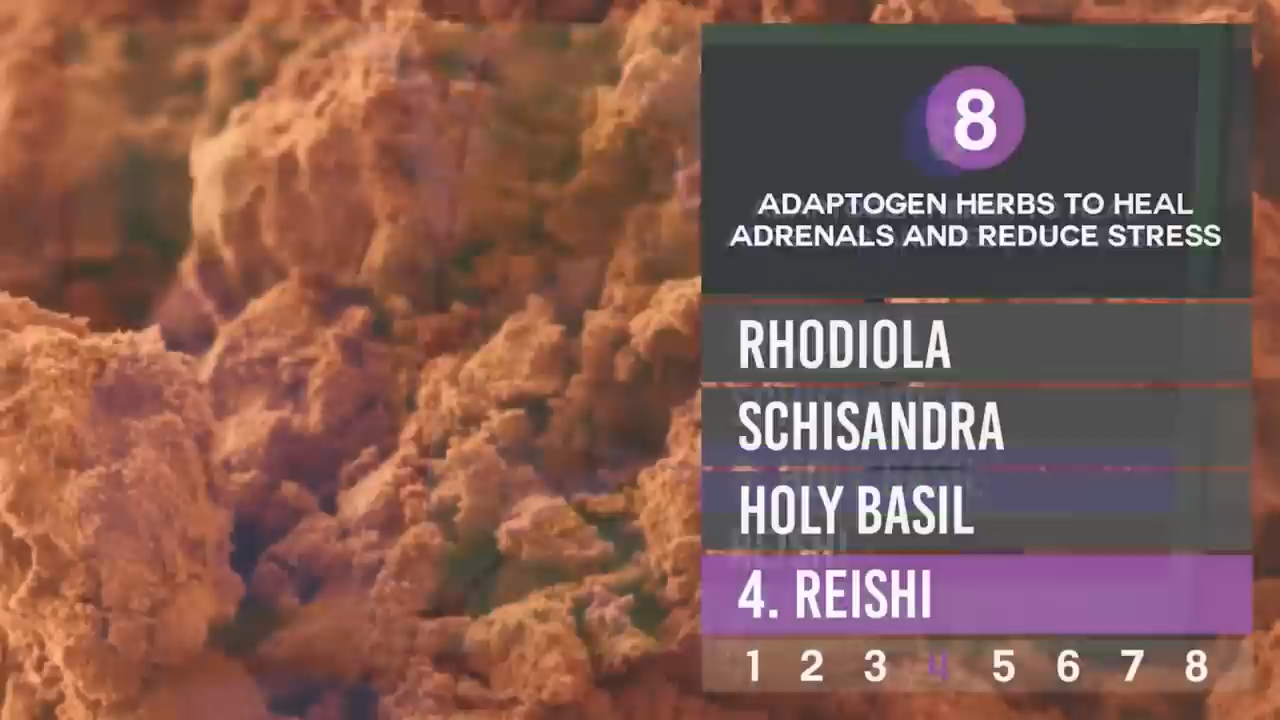 8
ADAPTOGEN HERBS TO HEAL
ADRENALS AND REDUCE STRESS
RHODIOLA
SCHISANDRA
HOLY BASIL
4. REISHI
1 2 3 4 5 6 7 8